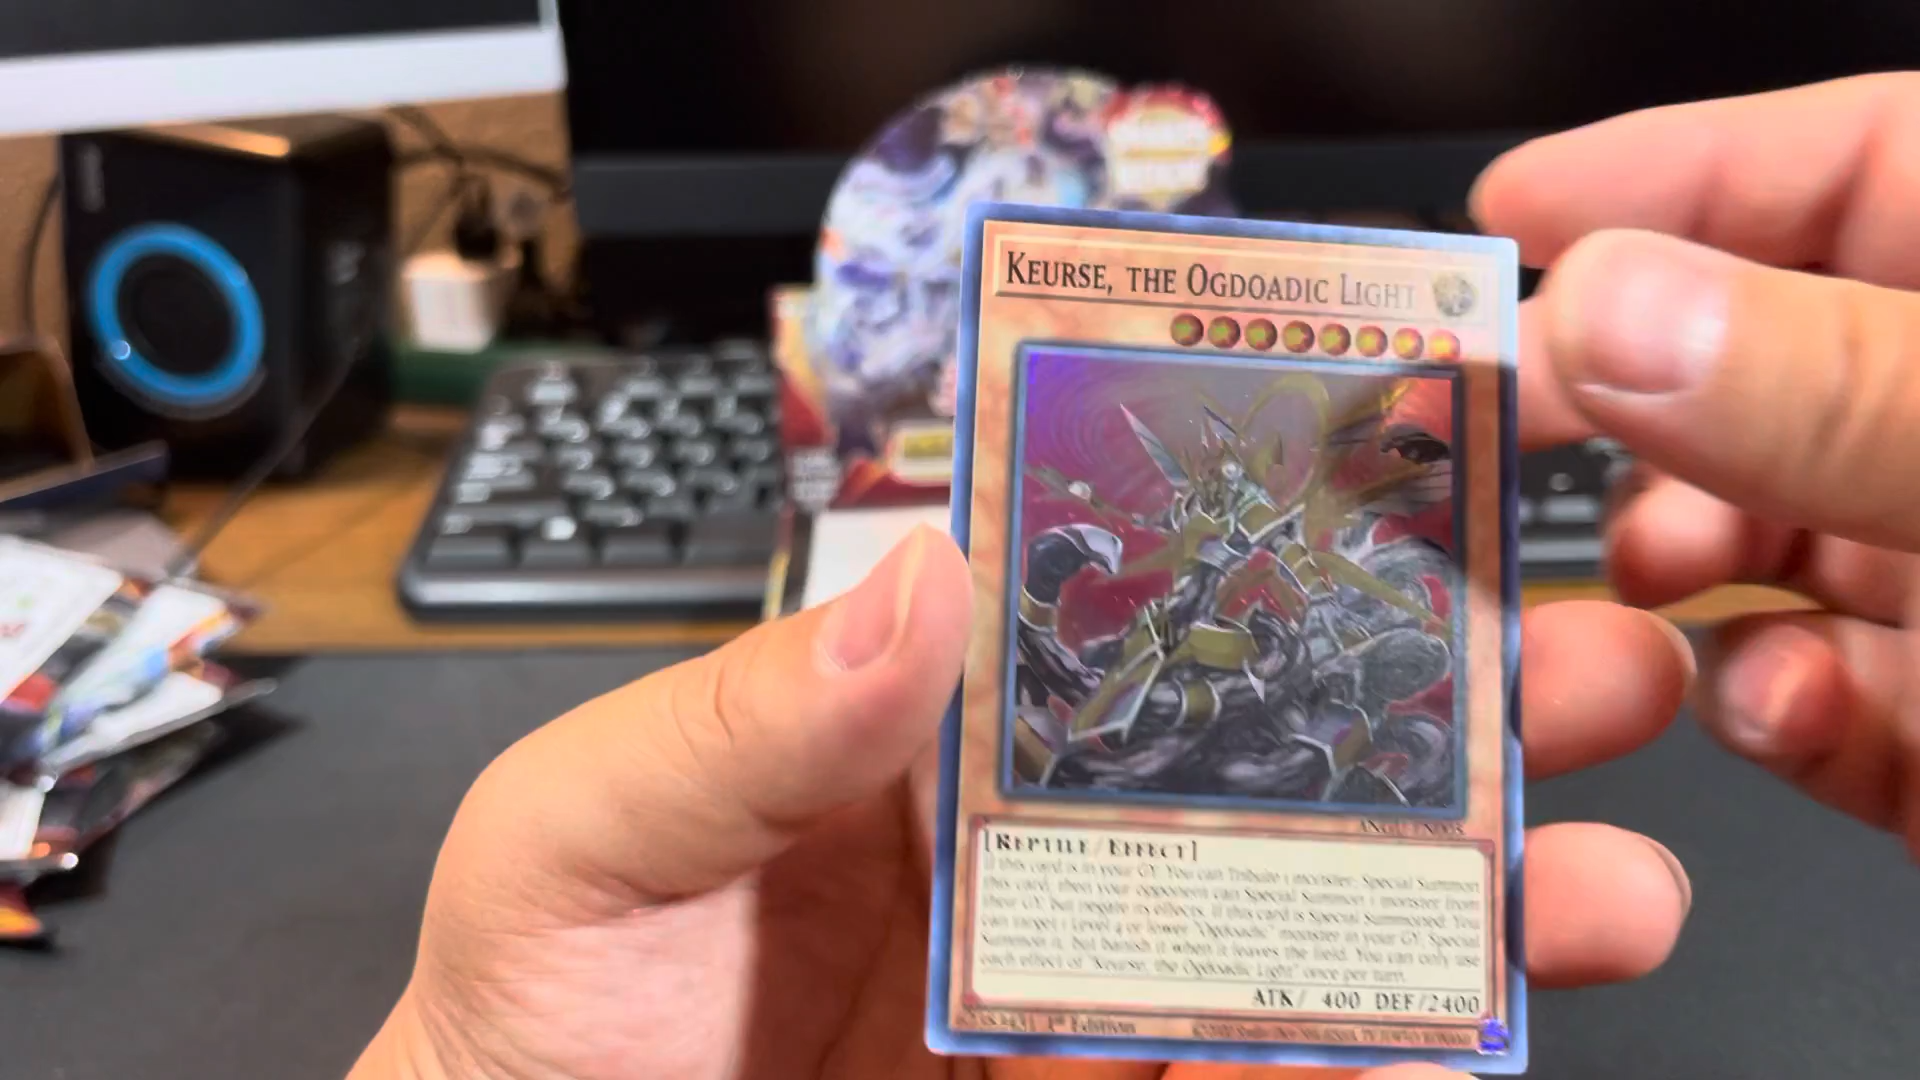 KEURSE, THE OGDOADIC LIGHT
ANGU-EN005
[REPTILE/EFFECT]
If this card is in your GY: You can Tribute 1 monster; Special Summon
this card, then your opponent can Special Summon 1 monster from
their GY, but negate its effects. If this card is Special Summoned: You
can target 1 Level 4 or lower "Ogdoadic" monster in your GY; Special
Summon it, but banish it when it leaves the field. You can only use
each effect of "Keurse, the Ogdoadic Light" once per turn.
ATK/ 400 DEF/2400
1st Edition